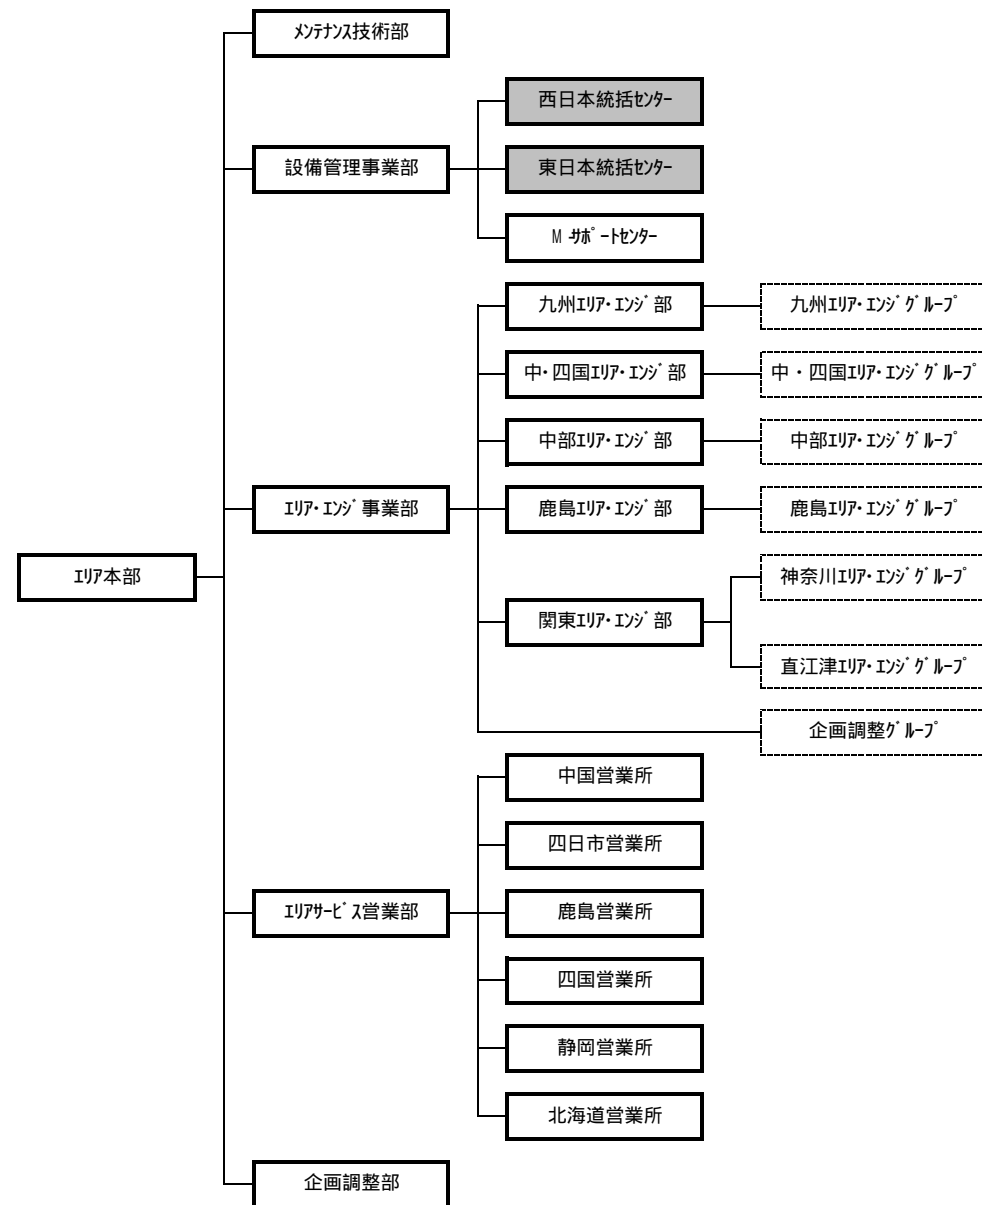 ﾒﾝﾃﾅﾝｽ技術部
西日本統括ｾﾝﾀｰ
設備管理事業部
東日本統括ｾﾝﾀｰ
M ｻﾎﾟｰﾄｾﾝﾀｰ
九州ｴﾘｱ･ｴﾝｼﾞ部
九州ｴﾘｱ･ｴﾝｼﾞｸﾞﾙｰﾌﾟ
中･四国ｴﾘｱ･ｴﾝｼﾞ部
中・四国ｴﾘｱ･ｴﾝｼﾞｸﾞﾙｰﾌﾟ
中部ｴﾘｱ･ｴﾝｼﾞ部
中部ｴﾘｱ･ｴﾝｼﾞｸﾞﾙｰﾌﾟ
ｴﾘｱ･ｴﾝｼﾞ事業部
鹿島ｴﾘｱ･ｴﾝｼﾞ部
鹿島ｴﾘｱ･ｴﾝｼﾞｸﾞﾙｰﾌﾟ
ｴﾘｱ本部
神奈川ｴﾘｱ･ｴﾝｼﾞｸﾞﾙｰﾌﾟ
関東ｴﾘｱ･ｴﾝｼﾞ部
直江津ｴﾘｱ･ｴﾝｼﾞｸﾞﾙｰﾌﾟ
企画調整ｸﾞﾙｰﾌﾟ
中国営業所
四日市営業所
ｴﾘｱｻｰﾋﾞｽ営業部
鹿島営業所
四国営業所
静岡営業所
北海道営業所
企画調整部